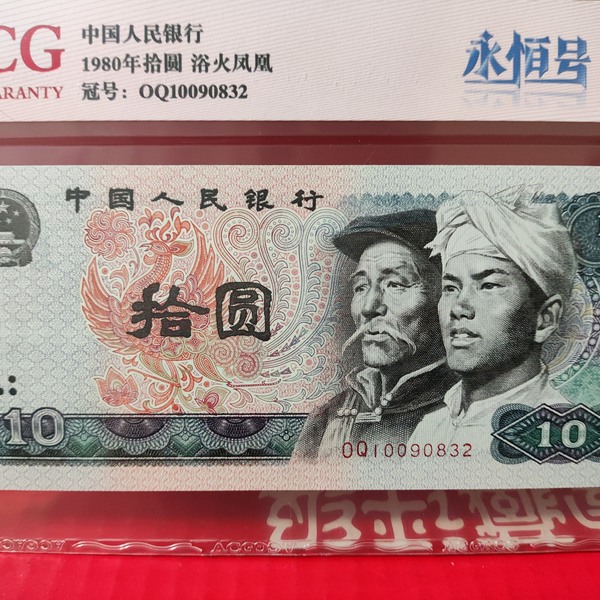 CG
中国人民银行
1980年拾圆 浴火凤凰
ARANTY
冠号：OQ10090832
永恒号
中国人民银行
拾圆
10
OQ10090832
10